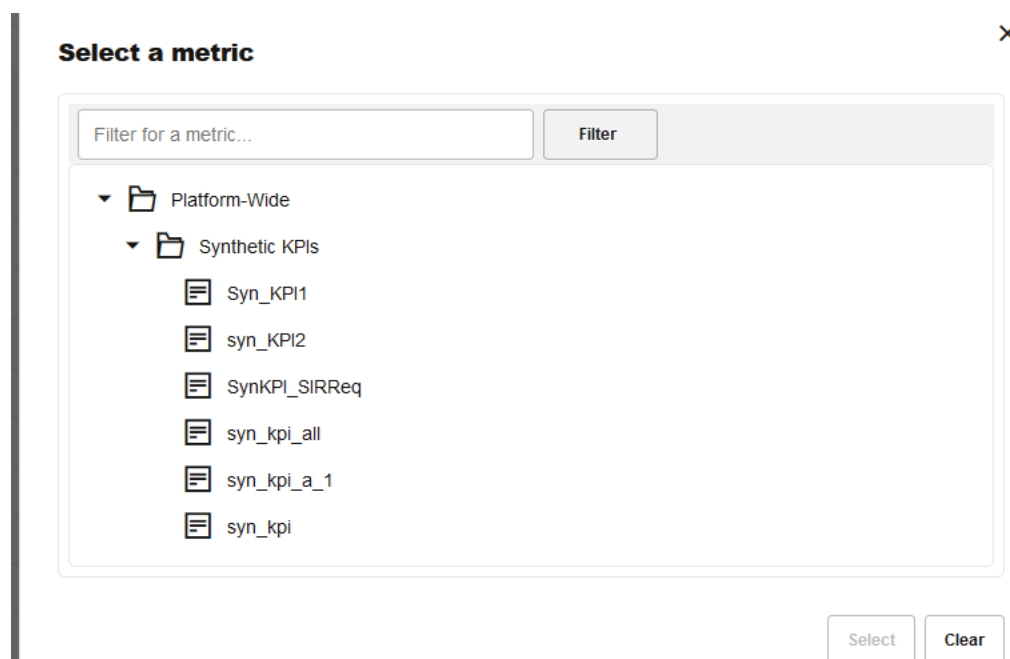 Select a metric
Filter for a metric...
Filter
Platform-Wide
Synthetic KPIs
Syn_KPI1
syn_KPI2
SynKPI_SIRReq
syn_kpi_all
syn_kpi_a_1
syn_kpi
Select
Clear